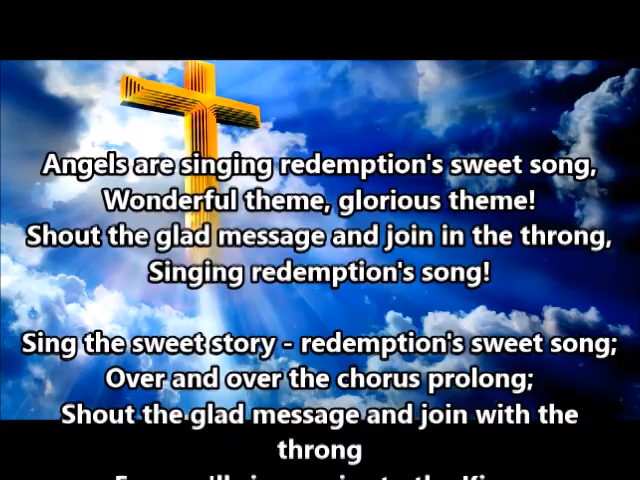 Angels are singing redemption's sweet song,
Wonderful theme, glorious theme!
Shout the glad message and join in the throng,
Singing redemption's song!
Sing the sweet story - redemption's sweet song;
Over and over the chorus prolong;
Shout the glad message and join with the
throng